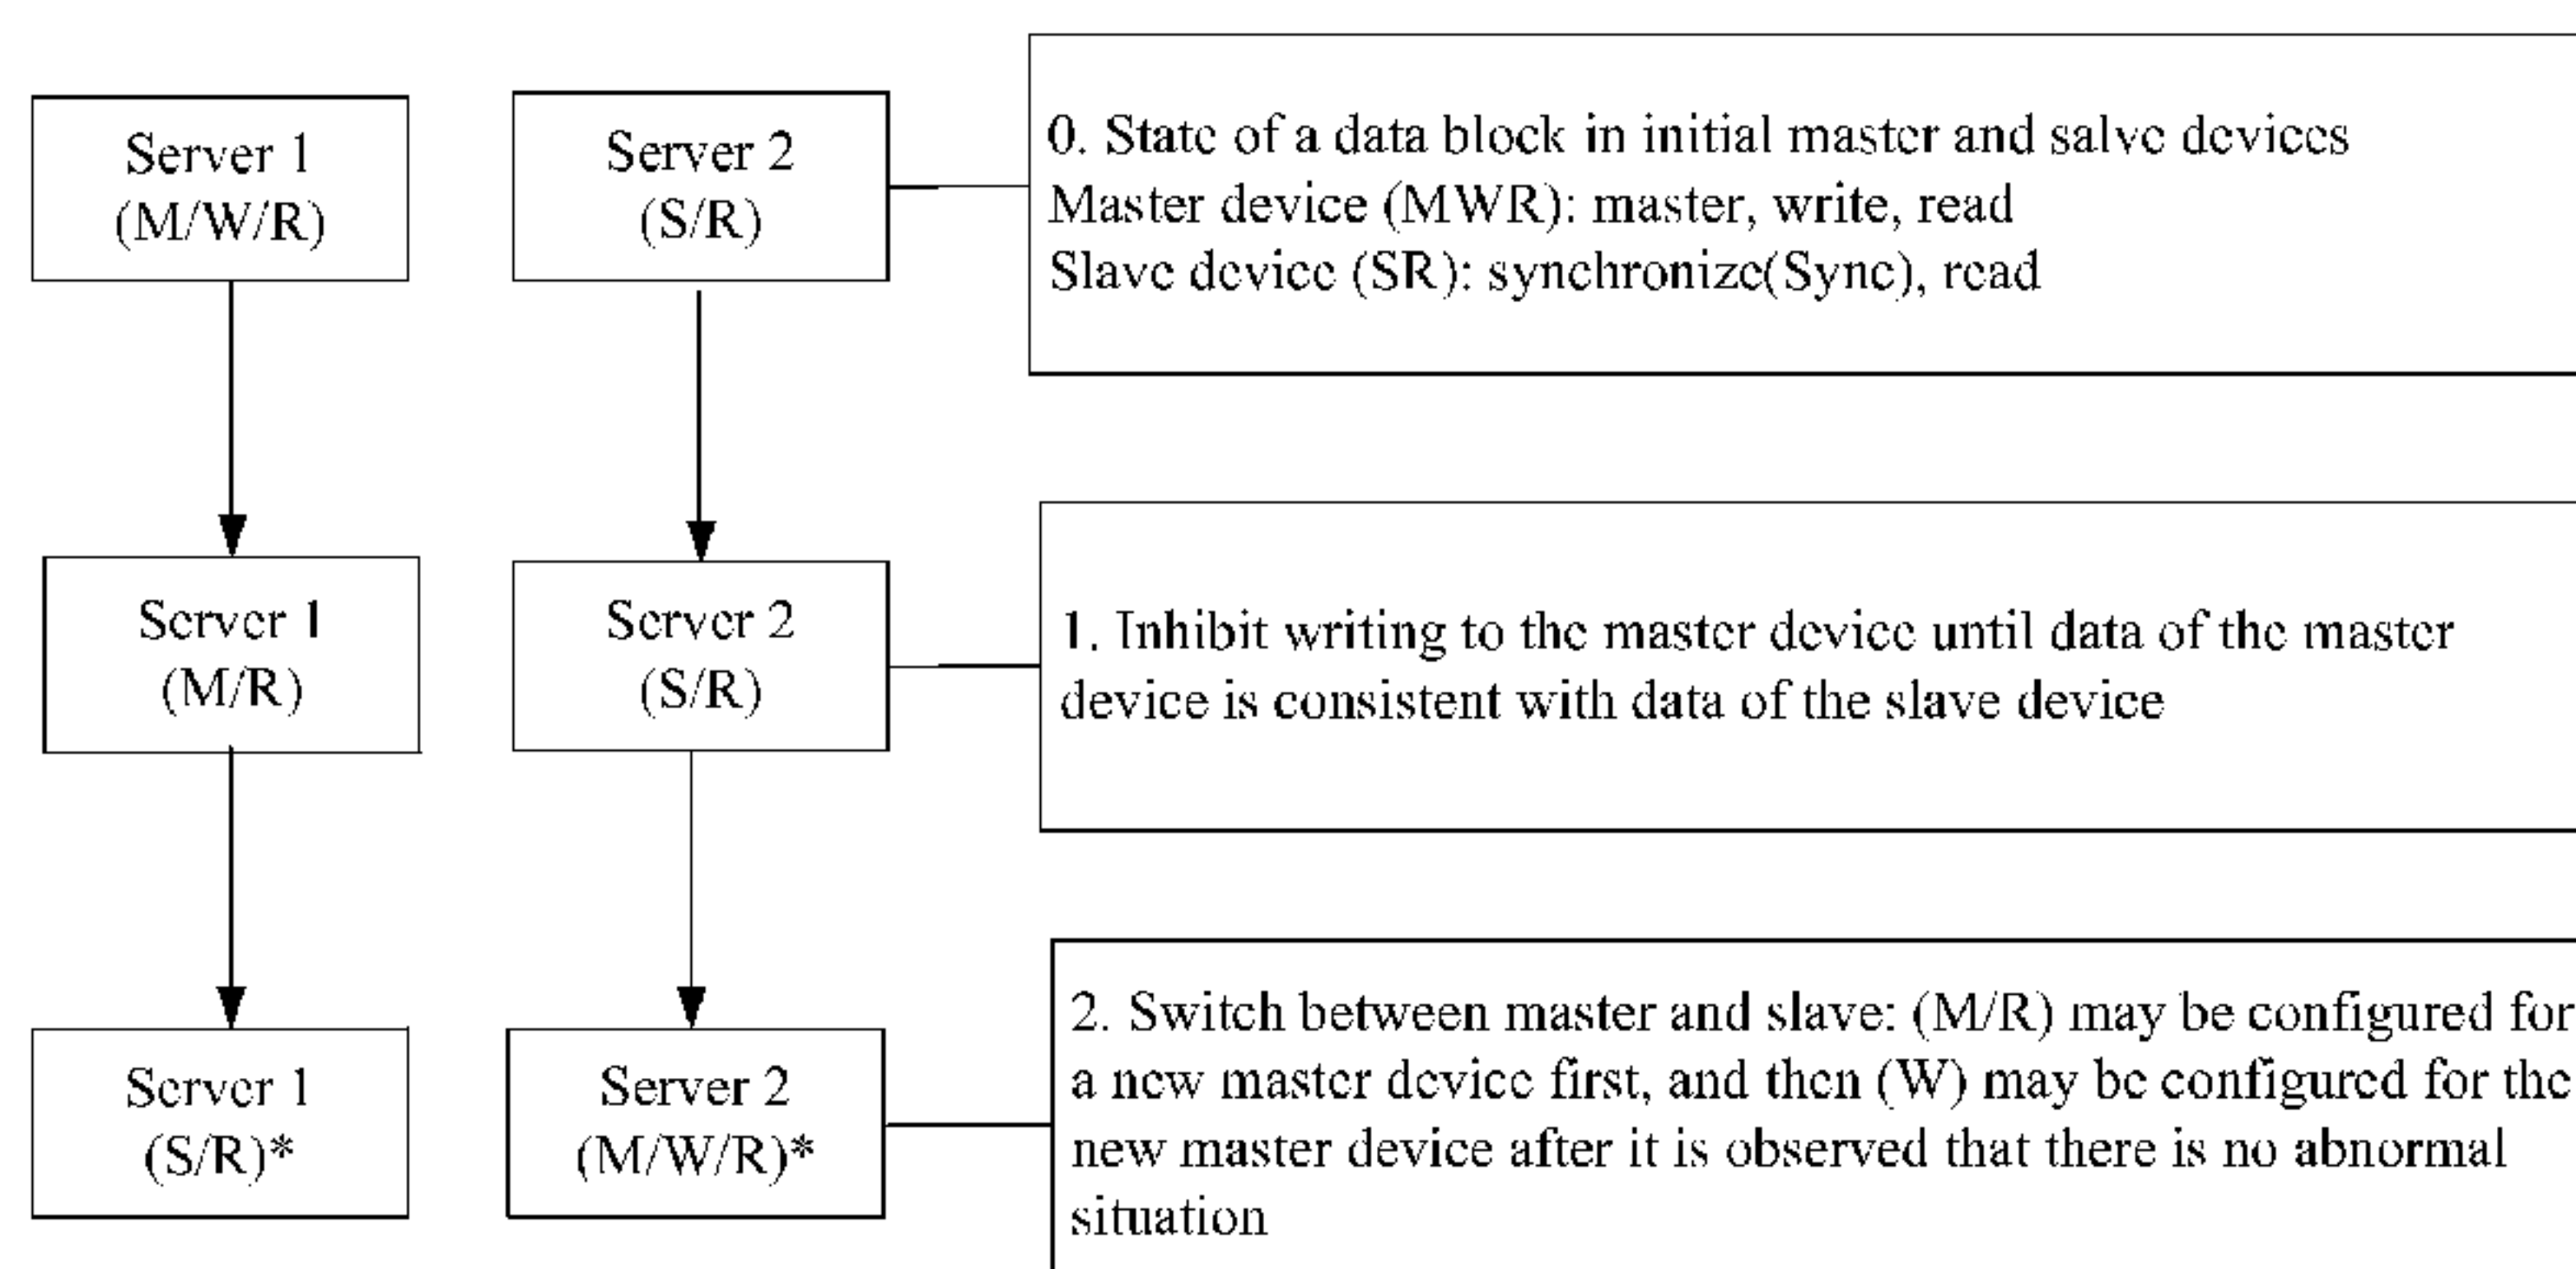 Server 1
(M/W/R)
Server 2
(S/R)
0. State of a data block in initial master and salve devices
Master device (MWR): master, write, read
Slave device (SR): synchronize(Sync), read
Server 1
(M/R)
Server 2
(S/R)
1. Inhibit writing to the master device until data of the master
device is consistent with data of the slave device
Server 1
(S/R)*
Server 2
(M/W/R)*
2. Switch between master and slave: (M/R) may be configured for
a new master device first, and then (W) may be configured for the
new master device after it is observed that there is no abnormal
situation